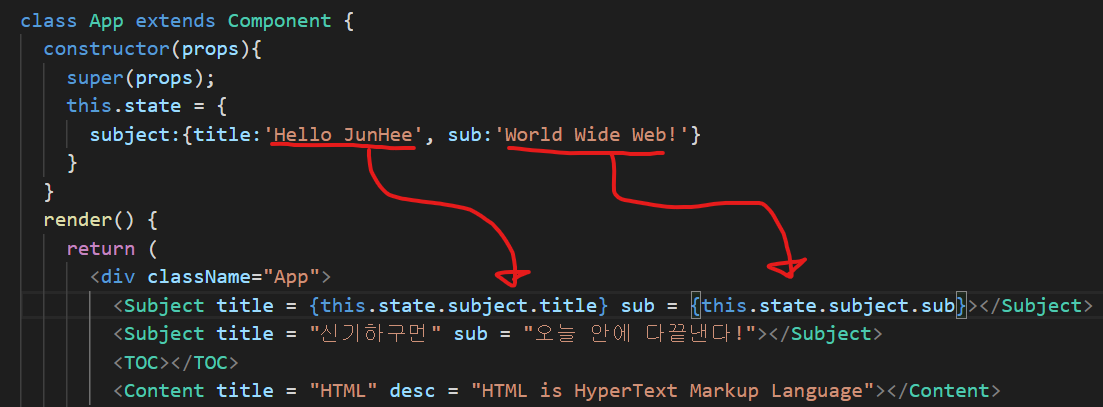 class App extends Component {
constructor(props){
super(props);
this.state = {
subject:{title:'Hello JunHee', sub:'World Wide Web!'}
}
}
render() {
return (
<div className="App">
<Subject title = {this.state.subject.title} sub = {this.state.subject.sub}></Subject>
<Subject title = "신기하구먼" sub = "오늘 안에 다끝낸다!"></Subject>
<TOC></TOC>
<Content title = "HTML" desc = "HTML is HyperText Markup Language"></Content>